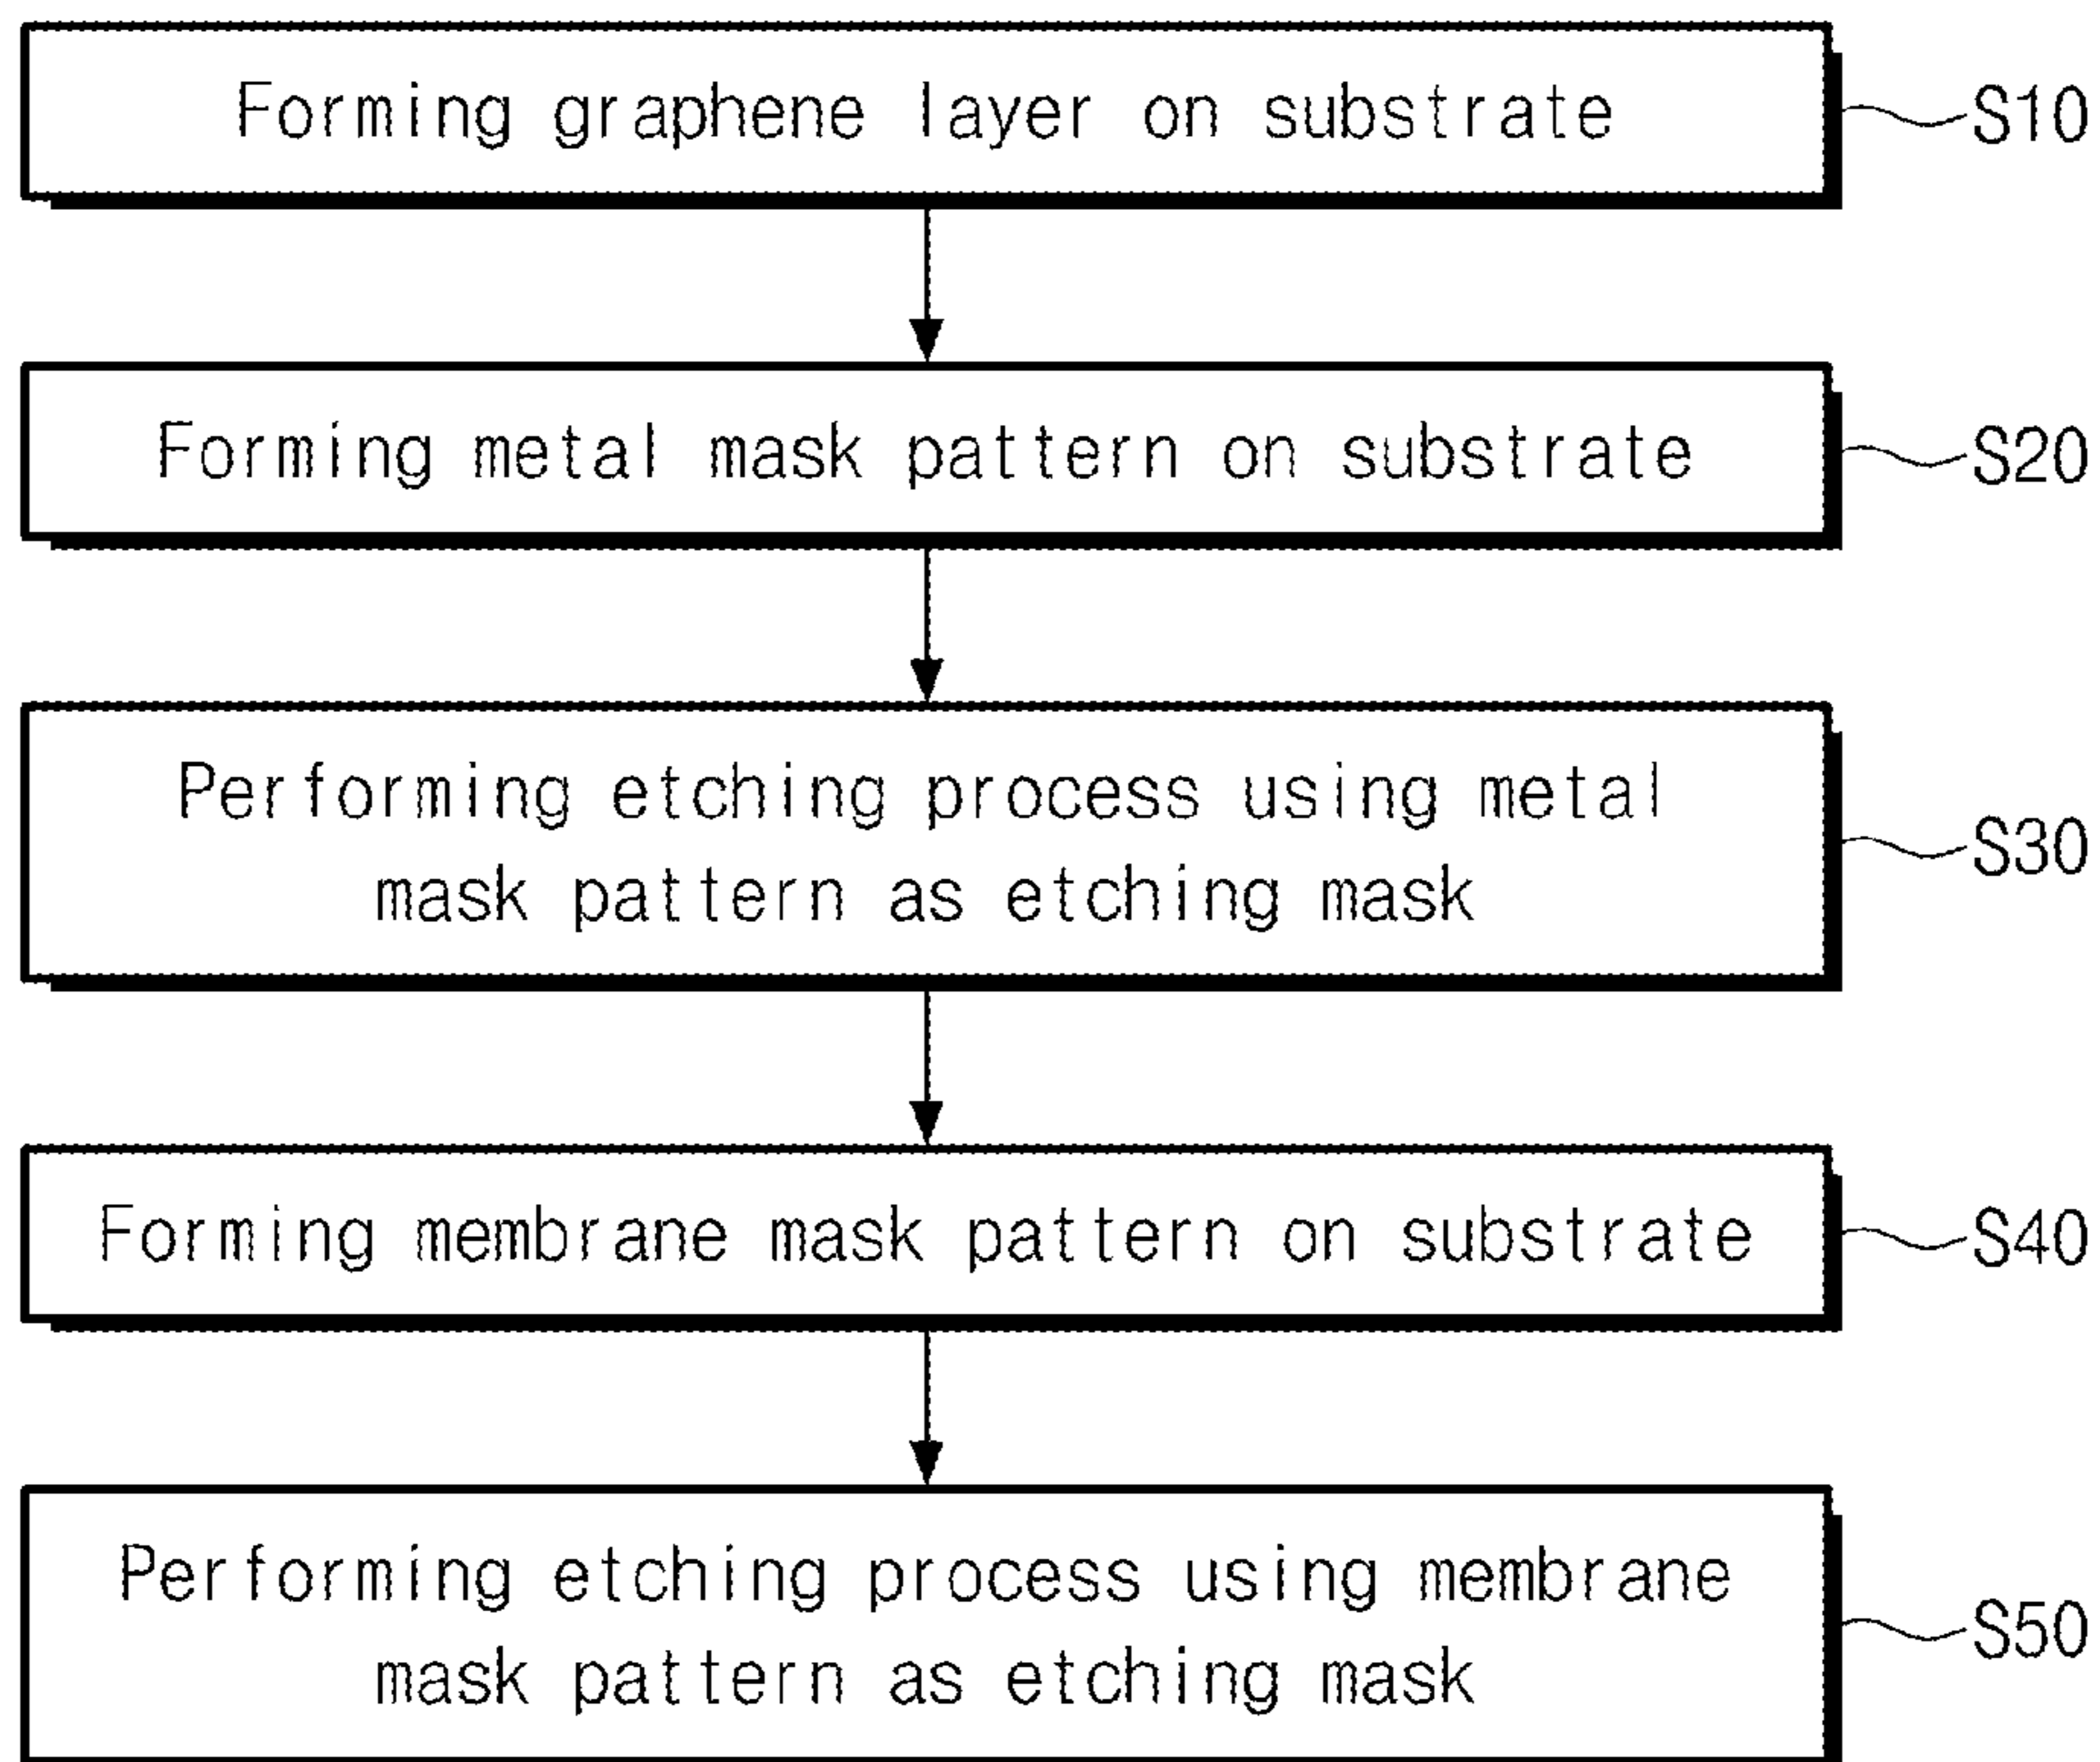 Forming graphene layer on substrate
S10
Forming metal mask pattern on substrate
S20
Performing etching process using metal
mask pattern as etching mask
S30
Forming membrane mask pattern on substrate
S40
Performing etching process using membrane
mask pattern as etching mask
S50